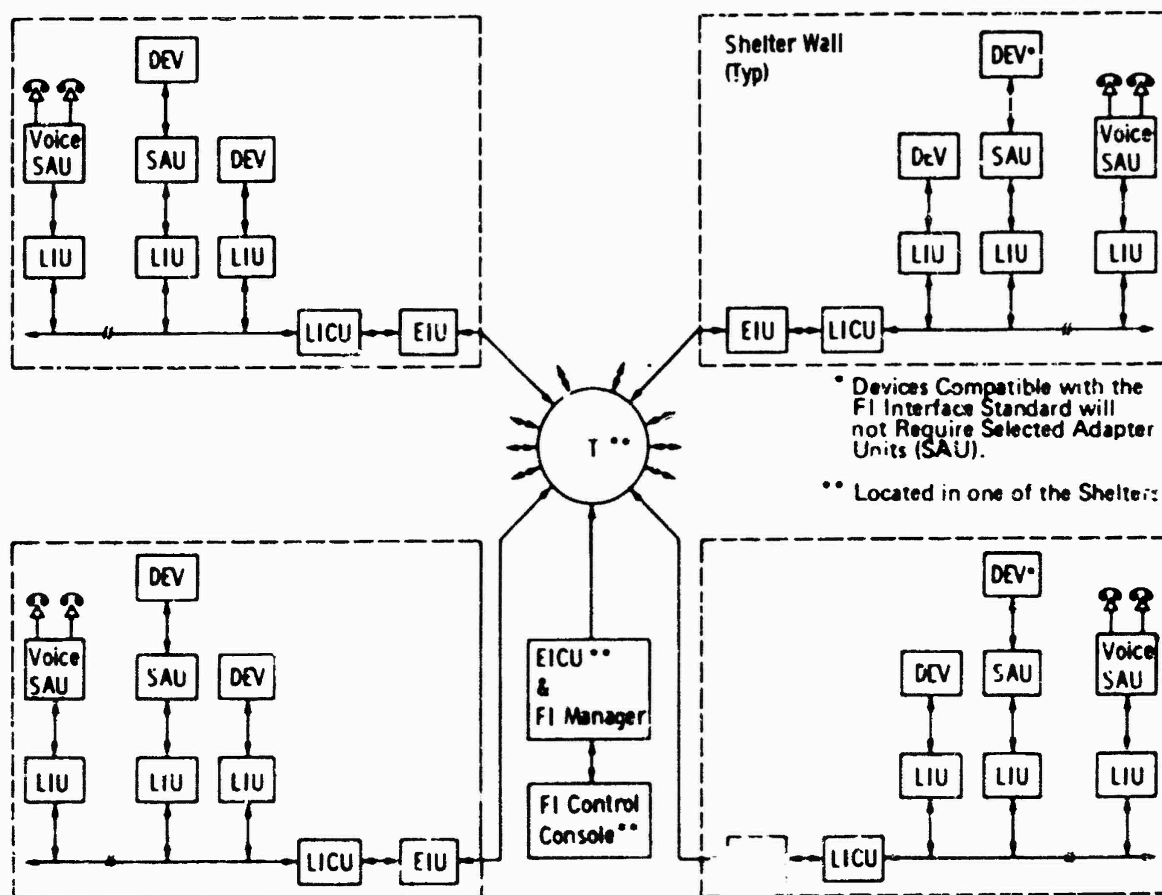 DEV
Voice
SAU
SAU
DEV
LIU
LIU
LIU
LICU
EIU
Shelter Wall
(Typ)
DEV*
DEV
SAU
Voice
SAU
LIU
LIU
LIU
EIU
LICU
* Devices Compatible with the
FI Interface Standard will
not Require Selected Adapter
Units (SAU).
** Located in one of the Shelters
T **
DEV
Voice
SAU
SAU
DEV
LIU
LIU
LIU
LICU
EIU
EICU **
&
FI Manager
FI Control
Console**
DEV*
DEV
SAU
Voice
SAU
LIU
LIU
LIU
LICU